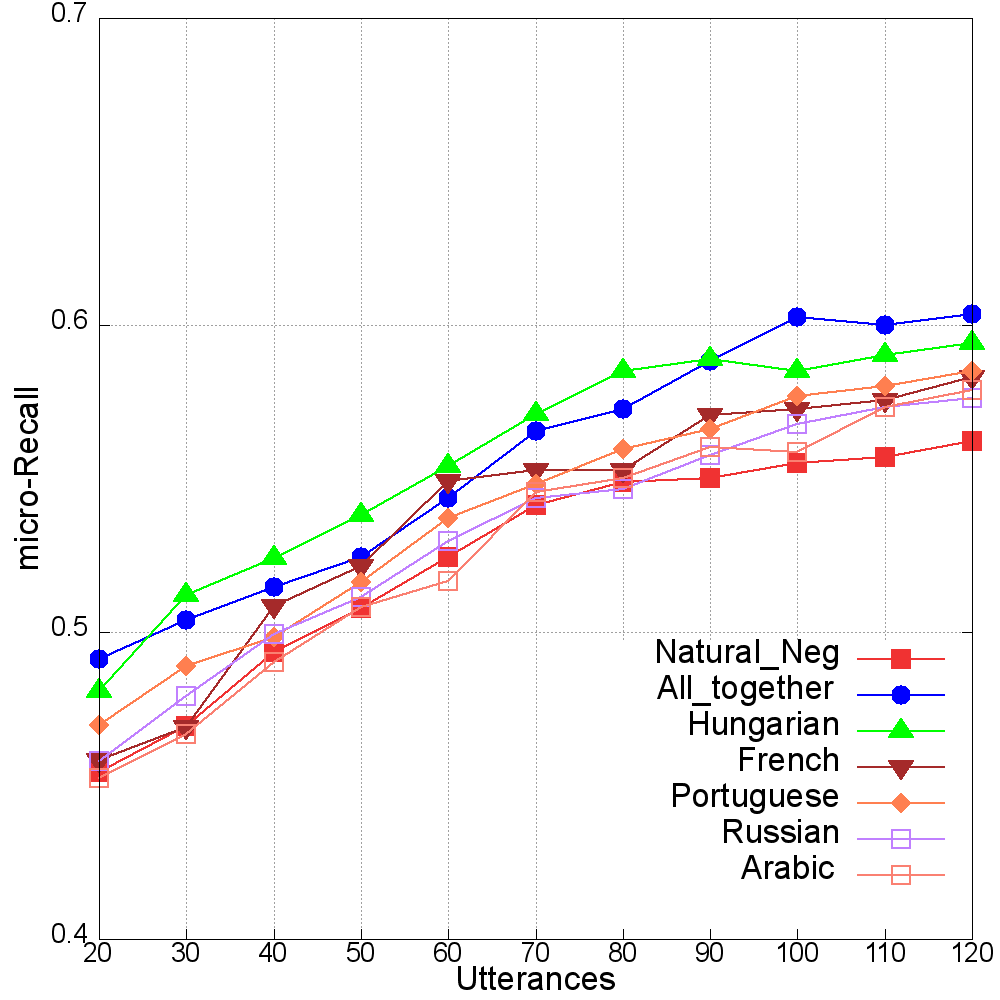 0.7
0.6
0.5
0.4
micro-Recall
Natural_Neg
All_together
Hungarian
French
Portuguese
Russian
Arabic
20 30 40 50 60 70 80 90 100 110 120
Utterances